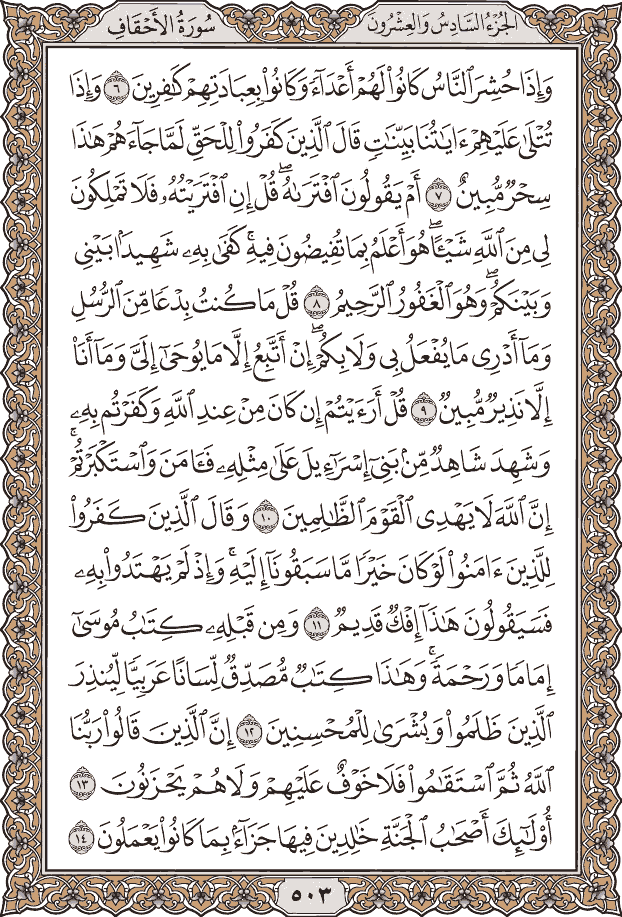 سُورَةُ الأَحْقَافِ
الجُزْءُ السَّادِسُ وَالعِشْرُونَ
وَإِذَا حُشِرَ ٱلنَّاسُ كَانُوا۟ لَهُمْ أَعْدَآءً وَكَانُوا۟ بِعِبَادَتِهِمْ كَٰفِرِينَ ٦ وَإِذَا
تُتْلَىٰ عَلَيْهِمْ ءَايَٰتُنَا بَيِّنَٰتٍ قَالَ ٱلَّذِينَ كَفَرُوا۟ لِلْحَقِّ لَمَّا جَآءَهُمْ هَٰذَا
سِحْرٌ مُّبِينٌ ٧ أَمْ يَقُولُونَ ٱفْتَرَىٰهُ ۖ قُلْ إِنِ ٱفْتَرَيْتُهُۥ فَلَا تَمْلِكُونَ
لِى مِنَ ٱللَّهِ شَيْـًٔا ۖ هُوَ أَعْلَمُ بِمَا تُفِيضُونَ فِيهِ ۖ كَفَىٰ بِهِۦ شَهِيدًۢا بَيْنِى
وَبَيْنَكُمْ ۖ وَهُوَ ٱلْغَفُورُ ٱلرَّحِيمُ ٨ قُلْ مَا كُنتُ بِدْعًا مِّنَ ٱلرُّسُلِ
وَمَآ أَدْرِى مَا يُفْعَلُ بِى وَلَا بِكُمْ ۖ إِنْ أَتَّبِعُ إِلَّا مَا يُوحَىٰٓ إِلَىَّ وَمَآ أَنَا۠
إِلَّا نَذِيرٌ مُّبِينٌ ٩ قُلْ أَرَءَيْتُمْ إِن كَانَ مِنْ عِندِ ٱللَّهِ وَكَفَرْتُم بِهِۦ
وَشَهِدَ شَاهِدٌ مِّنۢ بَنِىٓ إِسْرَٰٓءِيلَ عَلَىٰ مِثْلِهِۦ فَـَٔامَنَ وَٱسْتَكْبَرْتُمْ ۚ
إِنَّ ٱللَّهَ لَا يَهْدِى ٱلْقَوْمَ ٱلظَّٰلِمِينَ ١٠ وَقَالَ ٱلَّذِينَ كَفَرُوا۟
لِلَّذِينَ ءَامَنُوا۟ لَوْ كَانَ خَيْرًا مَّا سَبَقُونَآ إِلَيْهِ ۚ وَإِذْ لَمْ يَهْتَدُوا۟ بِهِۦ
فَسَيَقُولُونَ هَٰذَآ إِفْكٌ قَدِيمٌ ١١ وَمِن قَبْلِهِۦ كِتَٰبُ مُوسَىٰٓ
إِمَامًا وَرَحْمَةً ۚ وَهَٰذَا كِتَٰبٌ مُّصَدِّقٌ لِّسَانًا عَرَبِيًّا لِّيُنذِرَ
ٱلَّذِينَ ظَلَمُوا۟ وَبُشْرَىٰ لِلْمُحْسِنِينَ ١٢ إِنَّ ٱلَّذِينَ قَالُوا۟ رَبُّنَا
ٱللَّهُ ثُمَّ ٱسْتَقَٰمُوا۟ فَلَا خَوْفٌ عَلَيْهِمْ وَلَا هُمْ يَحْزَنُونَ ١٣
أُو۟لَٰٓئِكَ أَصْحَٰبُ ٱلْجَنَّةِ خَٰلِدِينَ فِيهَا جَزَآءًۢ بِمَا كَانُوا۟ يَعْمَلُونَ ١٤
٥٠٣